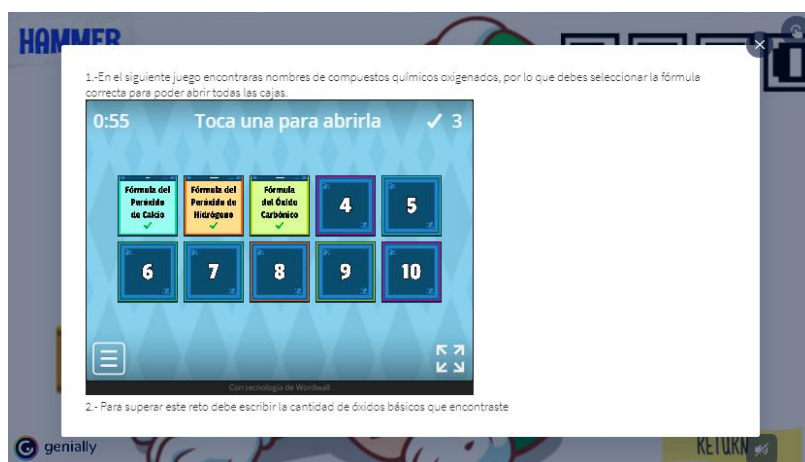 HAMMER
1.-En el siguiente juego encontraras nombres de compuestos químicos oxigenados, por lo que debes seleccionar la fórmula
correcta para poder abrir todas las cajas.
0:55 Toca una para abrirla ✓ 3
Fórmula del Peróxido de Calcio
Fórmula del Peróxido de Hidrógeno
Fórmula del Óxido Carbónico
4
5
6
7
8
9
10
Con tecnología de Wordwall
2.- Para superar este reto debe escribir la cantidad de óxidos básicos que encontraste
genially
RETURN